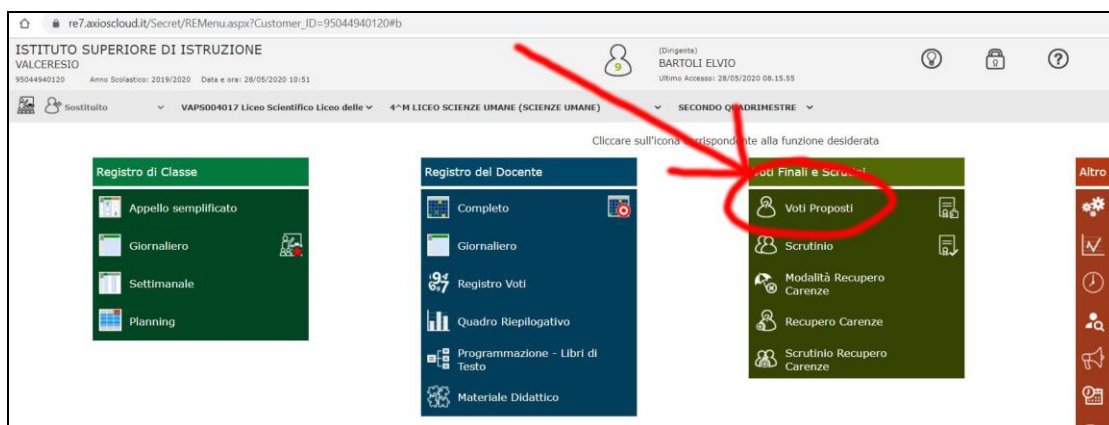 re7.axioscloud.it/Secret/REMenu.aspx?Customer_ID=95044940120#b
ISTITUTO SUPERIORE DI ISTRUZIONE
VALCERESIO
95044940120 Anno Scolastico: 2019/2020 Data e ora: 28/05/2020 10:51
9
(Dirigente)
BARTOLI ELVIO
Ultimo Accesso: 28/05/2020 08.15.55
Sostituito
VAPS004017 Liceo Scientifico Liceo delle
4^M LICEO SCIENZE UMANE (SCIENZE UMANE)
SECONDO QUADRIMESTRE
Cliccare sull'icona corrispondente alla funzione desiderata
Registro di Classe
Appello semplificato
Giornaliero
Settimanale
Planning
Registro del Docente
Completo
Giornaliero
Registro Voti
Quadro Riepilogativo
Programmazione - Libri di
Testo
Materiale Didattico
Voti Finali e Scrutini
Voti Proposti
Scrutinio
Modalità Recupero
Carenze
Recupero Carenze
Scrutinio Recupero
Carenze
Altro